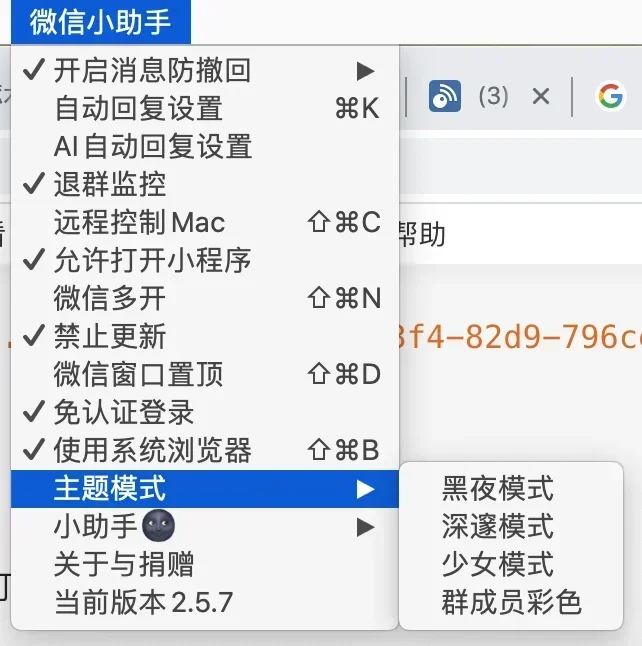 微信小助手
✓ 开启消息防撤回 ▶
自动回复设置 ⌘K
(3)
AI自动回复设置
✓ 退群监控
远程控制Mac ⇧⌘C
帮助
✓ 允许打开小程序
微信多开 ⇧⌘N
✓ 禁止更新
3f4-82d9-796c
微信窗口置顶 ⇧⌘D
✓ 免认证登录
✓ 使用系统浏览器 ⇧⌘B
主题模式 ▶
小助手🌚 ▶
关于与捐赠
当前版本2.5.7
黑夜模式
深邃模式
少女模式
群成员彩色